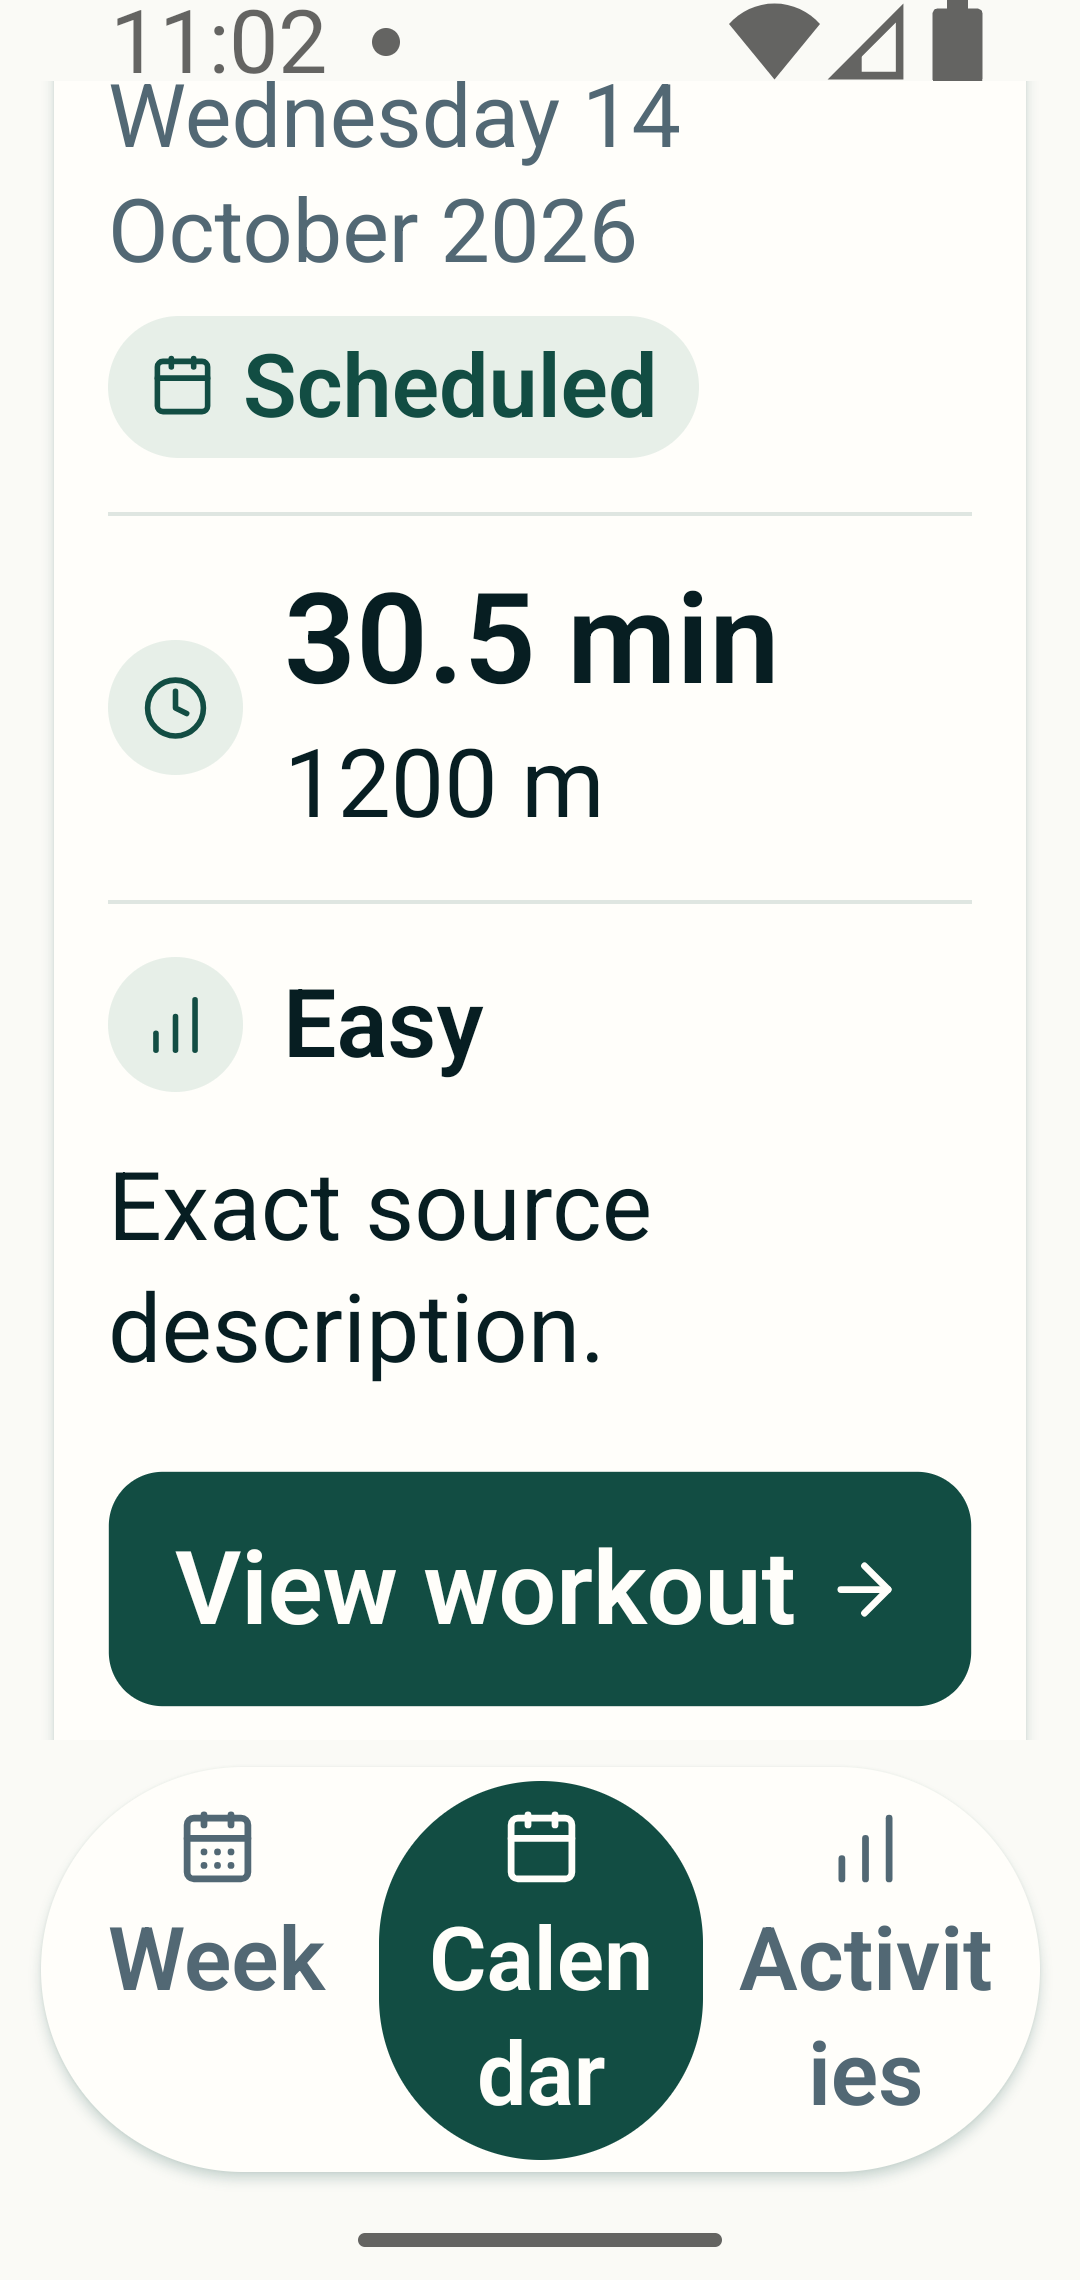 11:02
Wednesday 14
October 2026
Scheduled
30.5 min
1200 m
Easy
Exact source
description.
View workout
Week
Calen
dar
Activit
ies